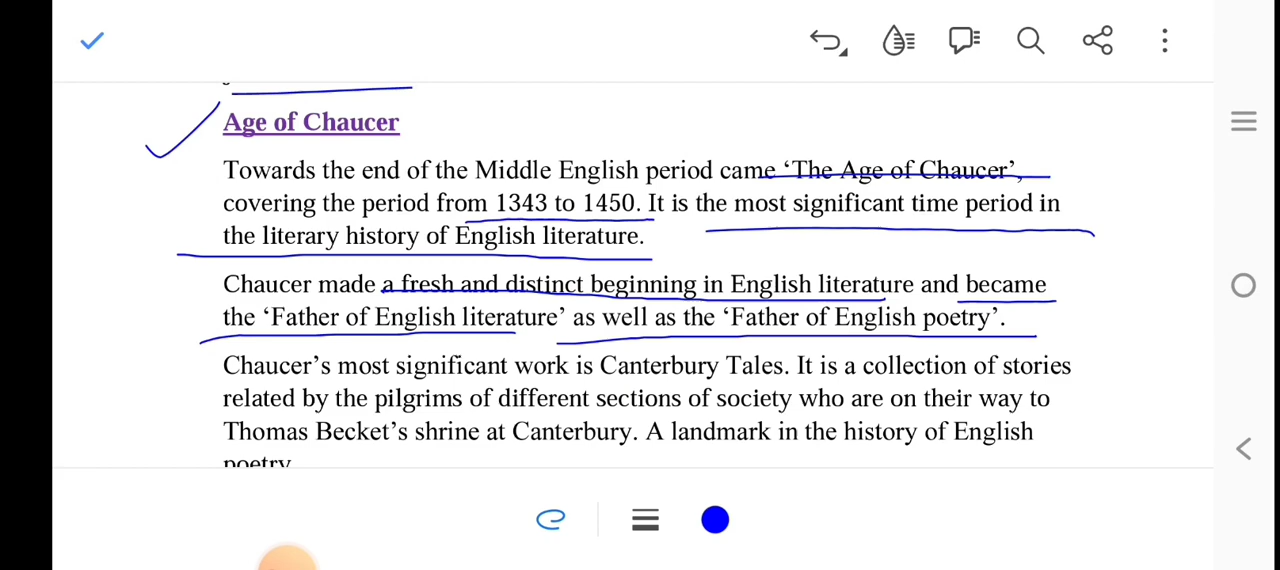 Age of Chaucer
Towards the end of the Middle English period came ‘The Age of Chaucer’,
covering the period from 1343 to 1450. It is the most significant time period in
the literary history of English literature.
Chaucer made a fresh and distinct beginning in English literature and became
the ‘Father of English literature’ as well as the ‘Father of English poetry’.
Chaucer’s most significant work is Canterbury Tales. It is a collection of stories
related by the pilgrims of different sections of society who are on their way to
Thomas Becket’s shrine at Canterbury. A landmark in the history of English
poetry